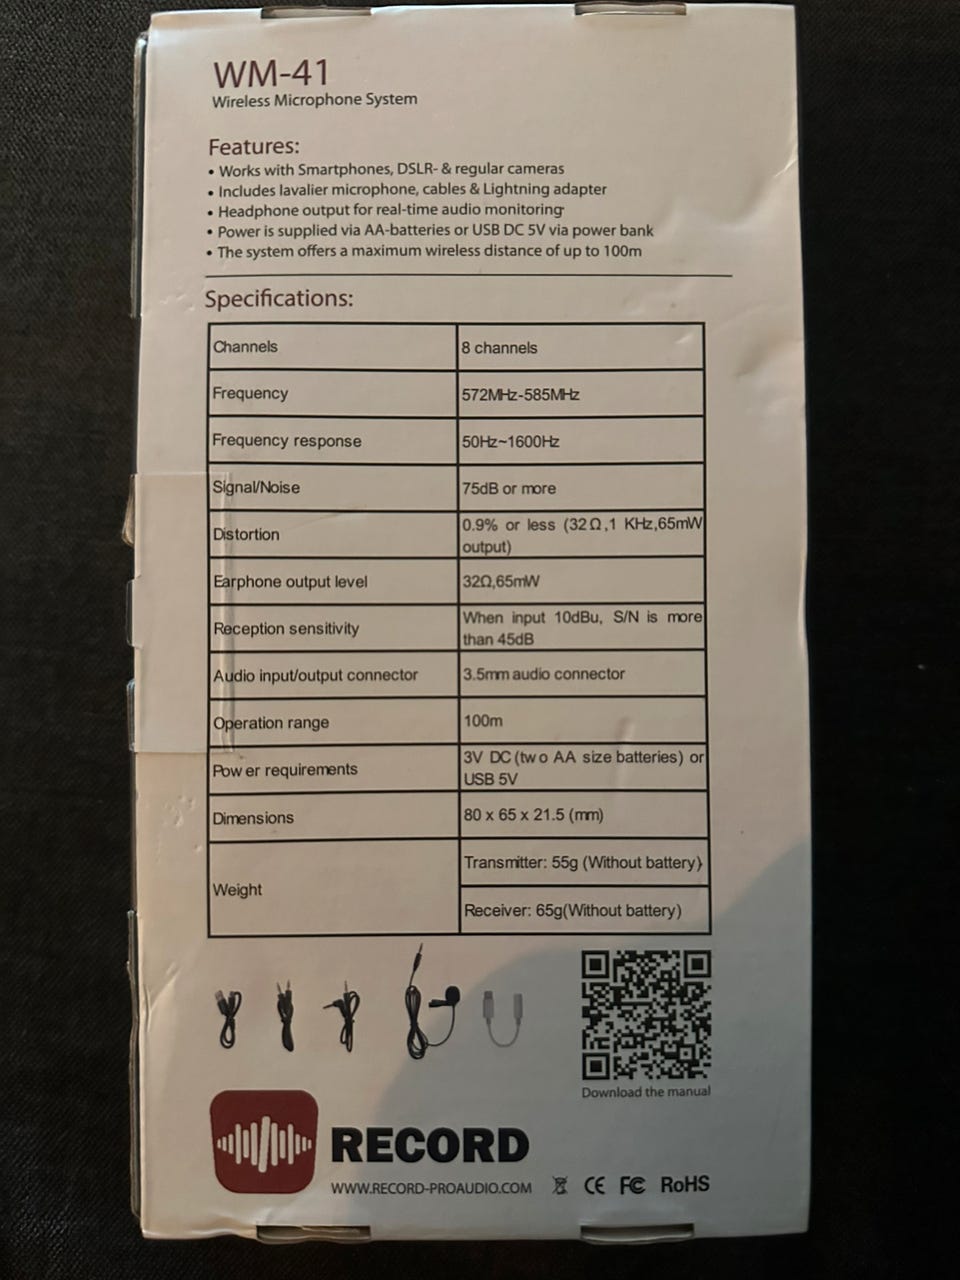 WM-41
Wireless Microphone System
Features:
• Works with Smartphones, DSLR- & regular cameras
• Includes lavalier microphone, cables & Lightning adapter
• Headphone output for real-time audio monitoring
• Power is supplied via AA-batteries or USB DC 5V via power bank
• The system offers a maximum wireless distance of up to 100m
Specifications:
Channels 8 channels
Frequency 572MHz-585MHz
Frequency response 50Hz~1600Hz
Signal/Noise 75dB or more
Distortion 0.9% or less (32Ω,1 KHz,65mW
output)
Earphone output level 32Ω,65mW
Reception sensitivity When input 10dBu, S/N is more
than 45dB
Audio input/output connector 3.5mm audio connector
Operation range 100m
Power requirements 3V DC (two AA size batteries) or
USB 5V
Dimensions 80 x 65 x 21.5 (mm)
Weight Transmitter: 55g (Without battery)
Receiver: 65g(Without battery)
Download the manual
RECORD
WWW.RECORD-PROAUDIO.COM CE FC RoHS